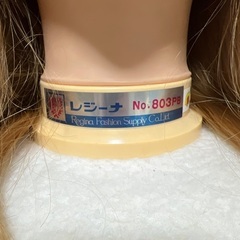 レジーナ No.803PB
Regina Fashion Supply Co.Ltd